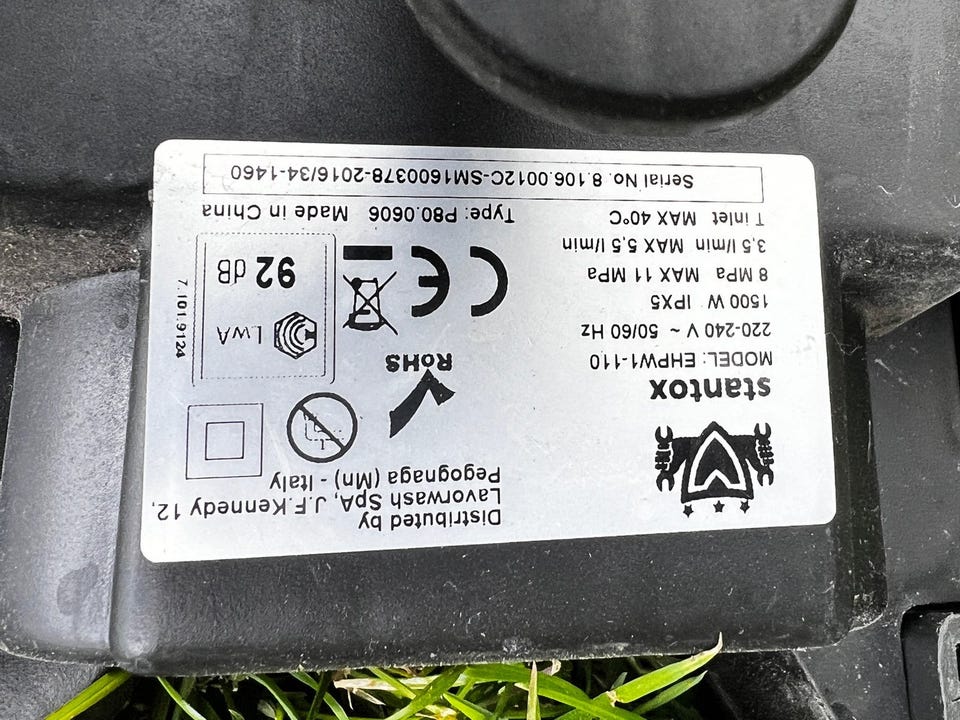 stantox
MODEL: EHPW1-110
220-240 V ~ 50/60 Hz
1500 W IPX5
8 MPa MAX 11 MPa
3,5 l/min MAX 5,5 l/min
T inlet MAX 40°C
Distributed by
Lavorwash SpA, J.F.Kennedy 12,
Pegognaga (Mn) - Italy
RoHS
CE
LwA
92 dB
7.101.9124
Type: P80.0606 Made in China
Serial No. 8.106.0012C-SM1600378-2016/34-1460